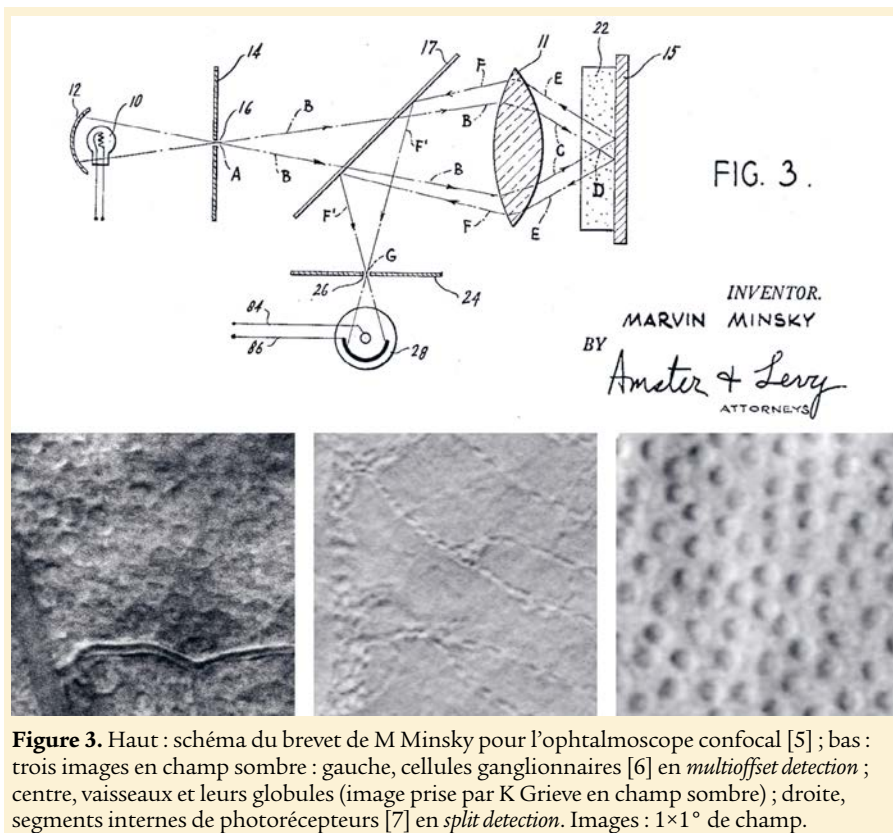 14
17
11
22
15
12
10
16
B
F
E
B
A
B
F'
B
C
D
F'
F
E
FIG. 3.
G
26
24
84
86
28
INVENTOR.
MARVIN MINSKY
BY
Amster & Levy
ATTORNEYS
Figure 3. Haut : schéma du brevet de M Minsky pour l’ophtalmoscope confocal [5] ; bas :
trois images en champ sombre : gauche, cellules ganglionnaires [6] en multioffset detection ;
centre, vaisseaux et leurs globules (image prise par K Grieve en champ sombre) ; droite,
segments internes de photorécepteurs [7] en split detection. Images : 1×1° de champ.